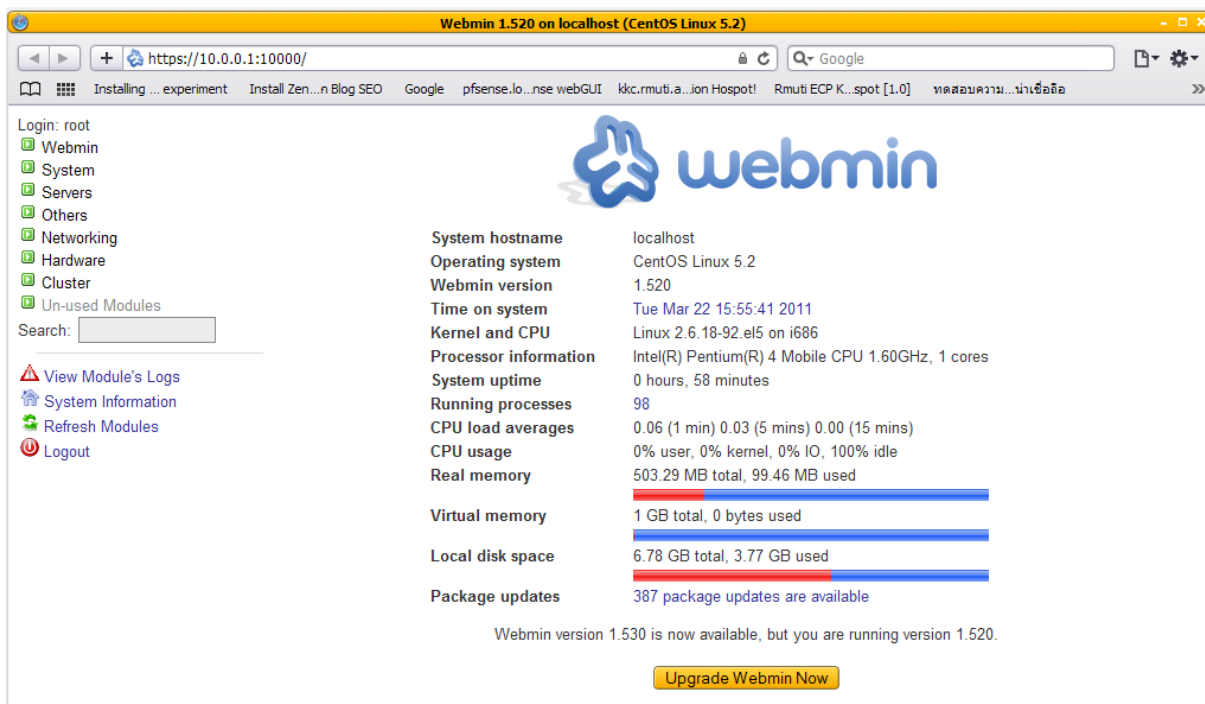 Webmin 1.520 on localhost (CentOS Linux 5.2)
https://10.0.0.1:10000/
Google
Installing ... experiment Install Zen...n Blog SEO Google pfsense.lo...nse webGUI kkc.rmuti.a...ion Hospot! Rmuti ECP K...spot [1.0] ทดสอบความ...น่าเชื่อถือ
Login: root
Webmin
System
Servers
Others
Networking
Hardware
Cluster
Un-used Modules
Search:
View Module's Logs
System Information
Refresh Modules
Logout
webmin
System hostname localhost
Operating system CentOS Linux 5.2
Webmin version 1.520
Time on system Tue Mar 22 15:55:41 2011
Kernel and CPU Linux 2.6.18-92.el5 on i686
Processor information Intel(R) Pentium(R) 4 Mobile CPU 1.60GHz, 1 cores
System uptime 0 hours, 58 minutes
Running processes 98
CPU load averages 0.06 (1 min) 0.03 (5 mins) 0.00 (15 mins)
CPU usage 0% user, 0% kernel, 0% IO, 100% idle
Real memory 503.29 MB total, 99.46 MB used
Virtual memory 1 GB total, 0 bytes used
Local disk space 6.78 GB total, 3.77 GB used
Package updates 387 package updates are available
Webmin version 1.530 is now available, but you are running version 1.520.
Upgrade Webmin Now